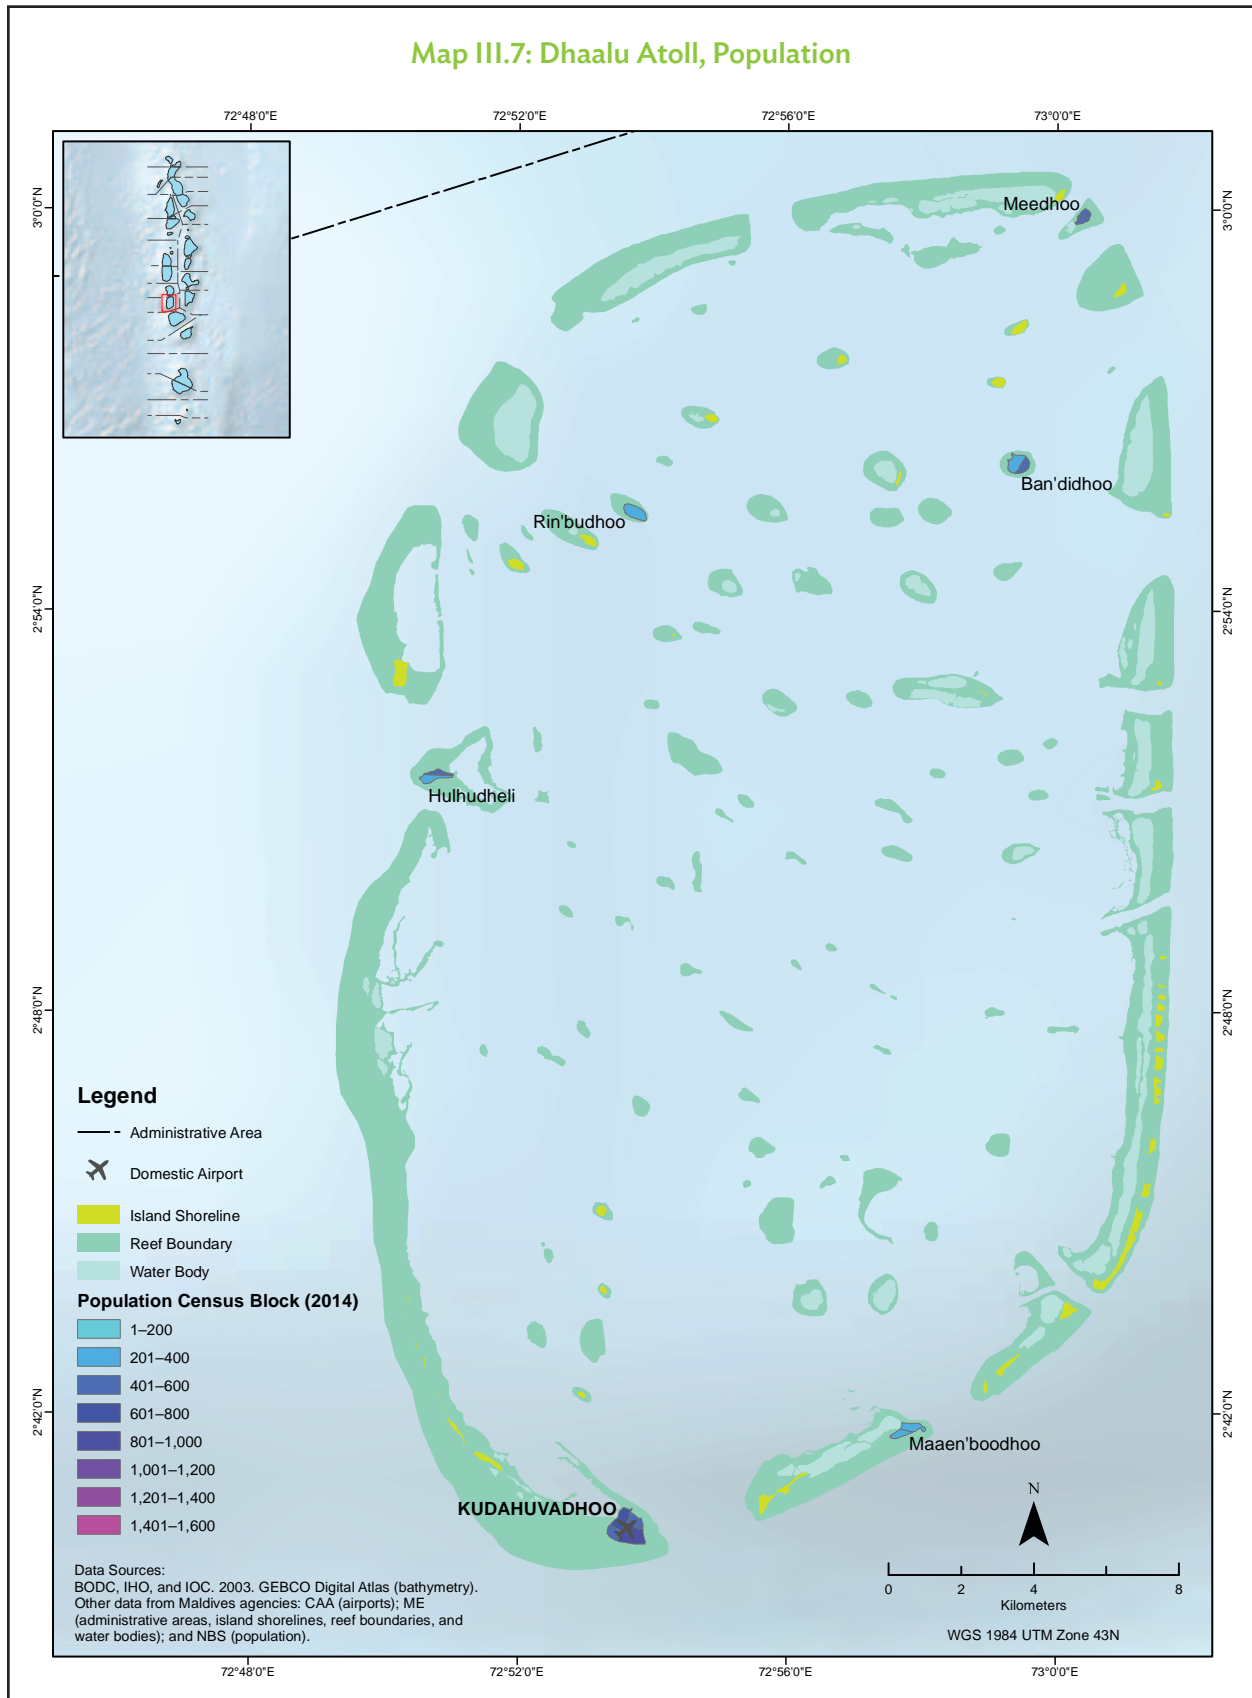 Map III.7: Dhaalu Atoll, Population
72°48'0"E
72°52'0"E
72°56'0"E
73°0'0"E
3°0'0"N
3°0'0"N
Meedhoo
Ban'didhoo
Rin'budhoo
2°54'0"N
2°54'0"N
Hulhudheli
2°48'0"N
2°48'0"N
Legend
Administrative Area
Domestic Airport
Island Shoreline
Reef Boundary
Water Body
Population Census Block (2014)
1–200
201–400
401–600
601–800
801–1,000
1,001–1,200
1,201–1,400
1,401–1,600
2°42'0"N
2°42'0"N
Maaen'boodhoo
KUDAHUVADHOO
N
0 2 4 8
Kilometers
WGS 1984 UTM Zone 43N
Data Sources:
BODC, IHO, and IOC. 2003. GEBCO Digital Atlas (bathymetry).
Other data from Maldives agencies: CAA (airports); ME
(administrative areas, island shorelines, reef boundaries, and
water bodies); and NBS (population).
72°48'0"E
72°52'0"E
72°56'0"E
73°0'0"E